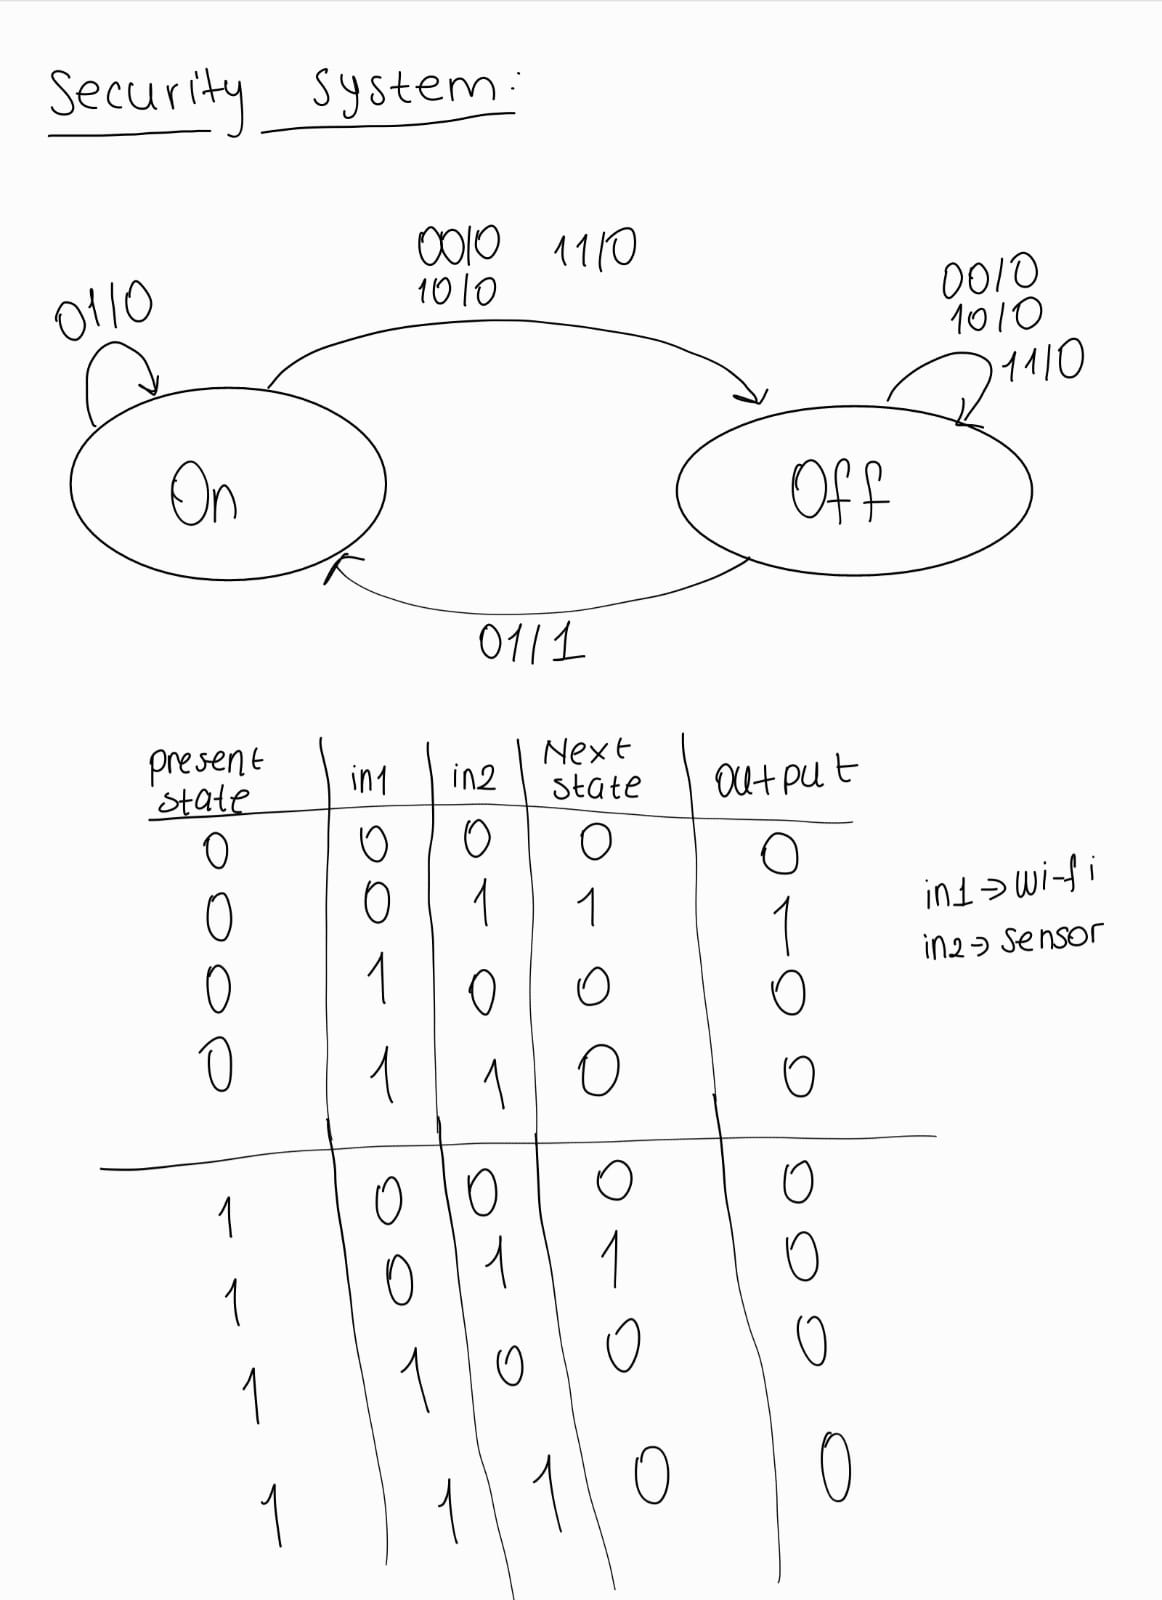 Security system:
00/0 11/0
10/0
01/0
00/0
10/0
11/0
On
Off
01/1
present state in1 in2 Next state output
0 0 0 0 0
0 0 1 1 1
0 1 0 0 0
0 1 1 0 0
1 0 0 0 0
1 0 1 1 0
1 1 0 0 0
1 1 1 0 0
in1⇒wi-fi
in2⇒sensor